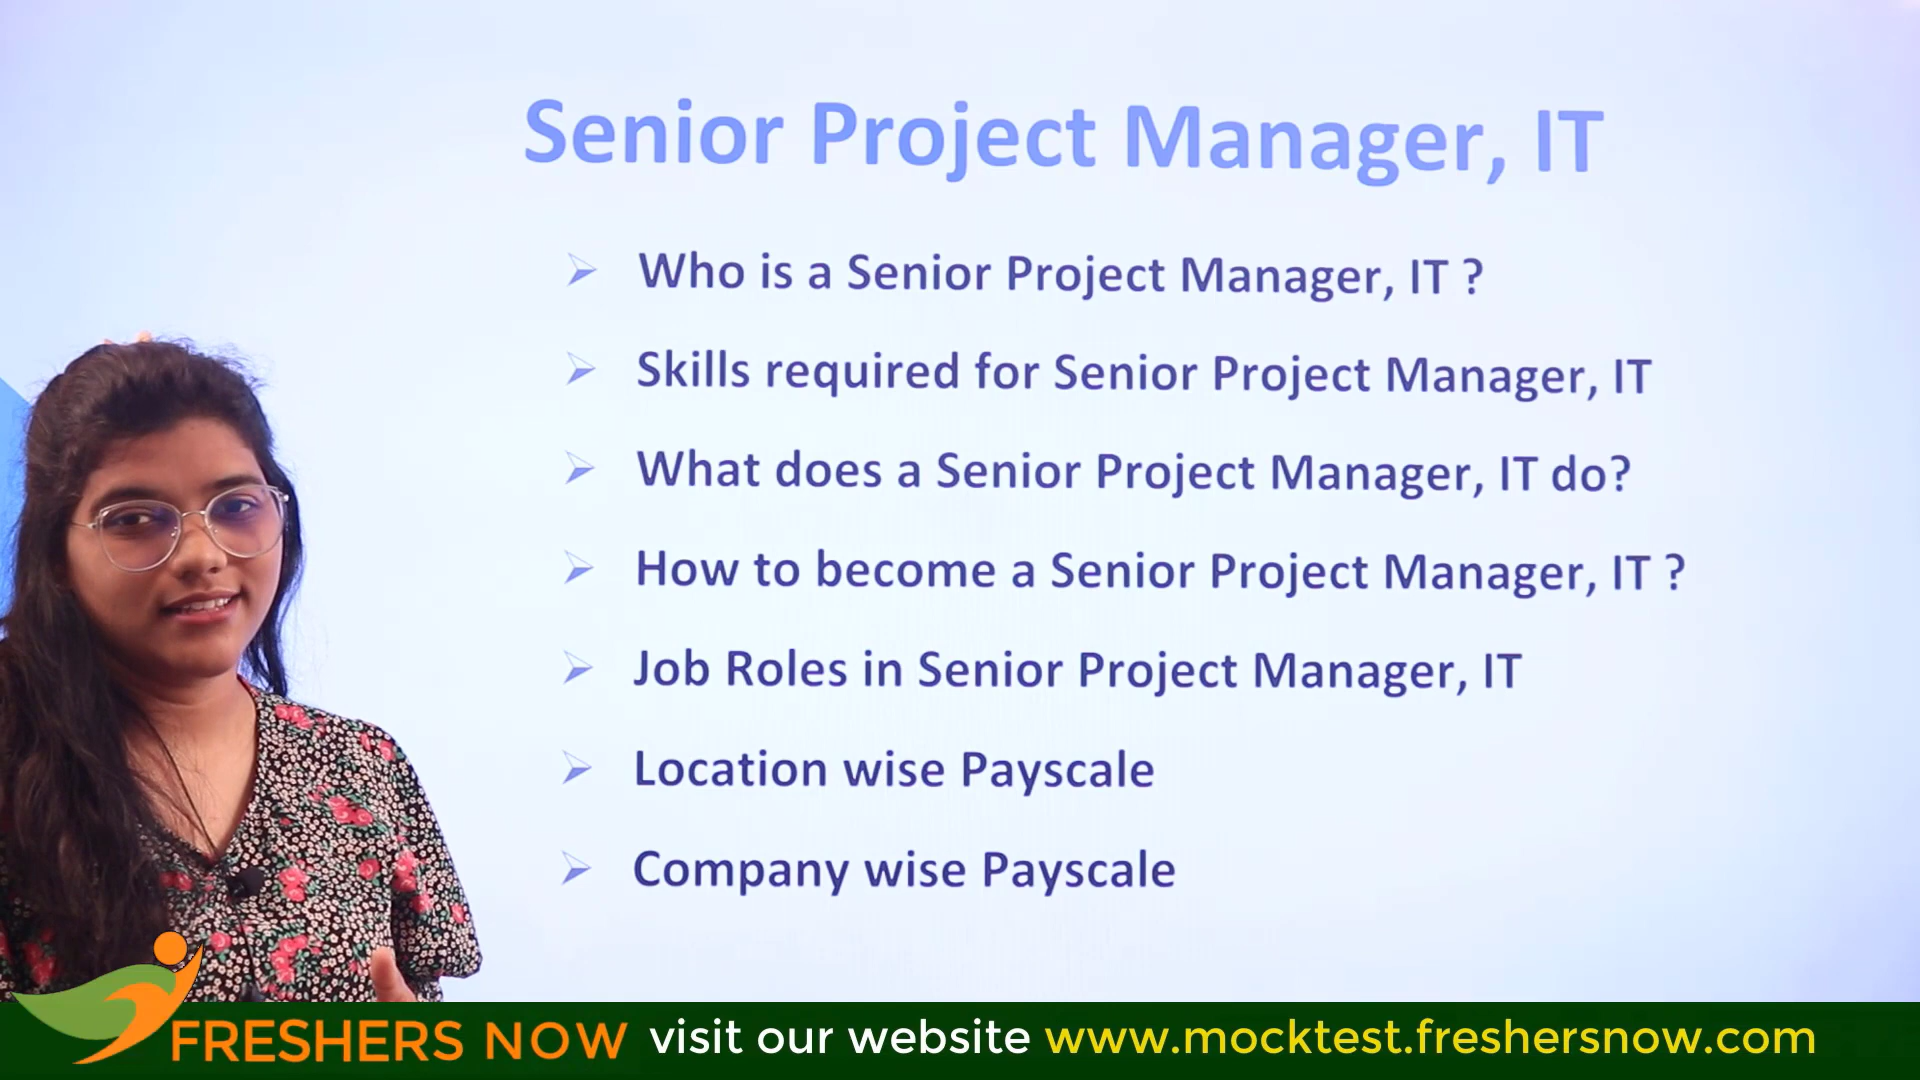 Senior Project Manager, IT
Who is a Senior Project Manager, IT ?
Skills required for Senior Project Manager, IT
What does a Senior Project Manager, IT do?
How to become a Senior Project Manager, IT ?
Job Roles in Senior Project Manager, IT
Location wise Payscale
Company wise Payscale
FRESHERS NOW visit our website www.mocktest.freshersnow.com